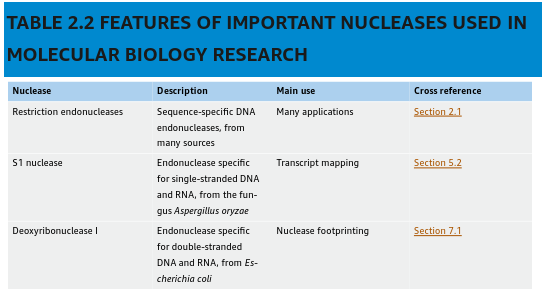 TABLE 2.2 FEATURES OF IMPORTANT NUCLEASES USED IN
MOLECULAR BIOLOGY RESEARCH
Nuclease Description Main use Cross reference
Restriction endonucleases Sequence-specific DNA Many applications Section 2.1
endonucleases, from
many sources
S1 nuclease Endonuclease specific Transcript mapping Section 5.2
for single-stranded DNA
and RNA, from the fun-
gus Aspergillus oryzae
Deoxyribonuclease I Endonuclease specific Nuclease footprinting Section 7.1
for double-stranded
DNA and RNA, from Es-
cherichia coli